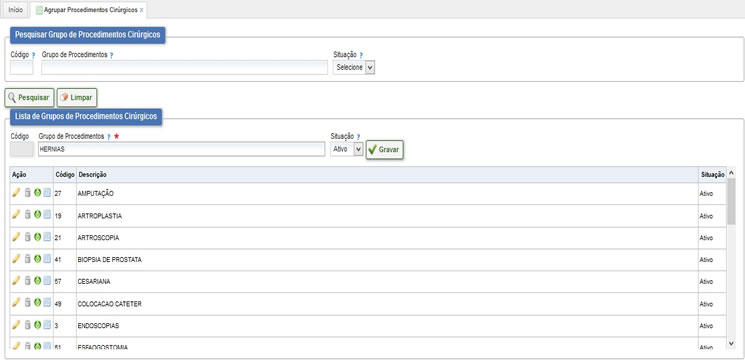 Início Agrupar Procedimentos Cirúrgicos x
Pesquisar Grupo de Procedimentos Cirúrgicos
Código ? Grupo de Procedimentos ? Situação ?
Selecione
Pesquisar Limpar
Lista de Grupos de Procedimentos Cirúrgicos
Código Grupo de Procedimentos ? * Situação ?
HERNIAS Ativo Gravar
Ação Código Descrição Situação
27 AMPUTAÇÃO Ativo
19 ARTROPLASTIA Ativo
21 ARTROSCOPIA Ativo
41 BIOPSIA DE PROSTATA Ativo
57 CESARIANA Ativo
49 COLOCACAO CATETER Ativo
3 ENDOSCOPIAS Ativo
51 ESFAOGOSTOMIA Ativo